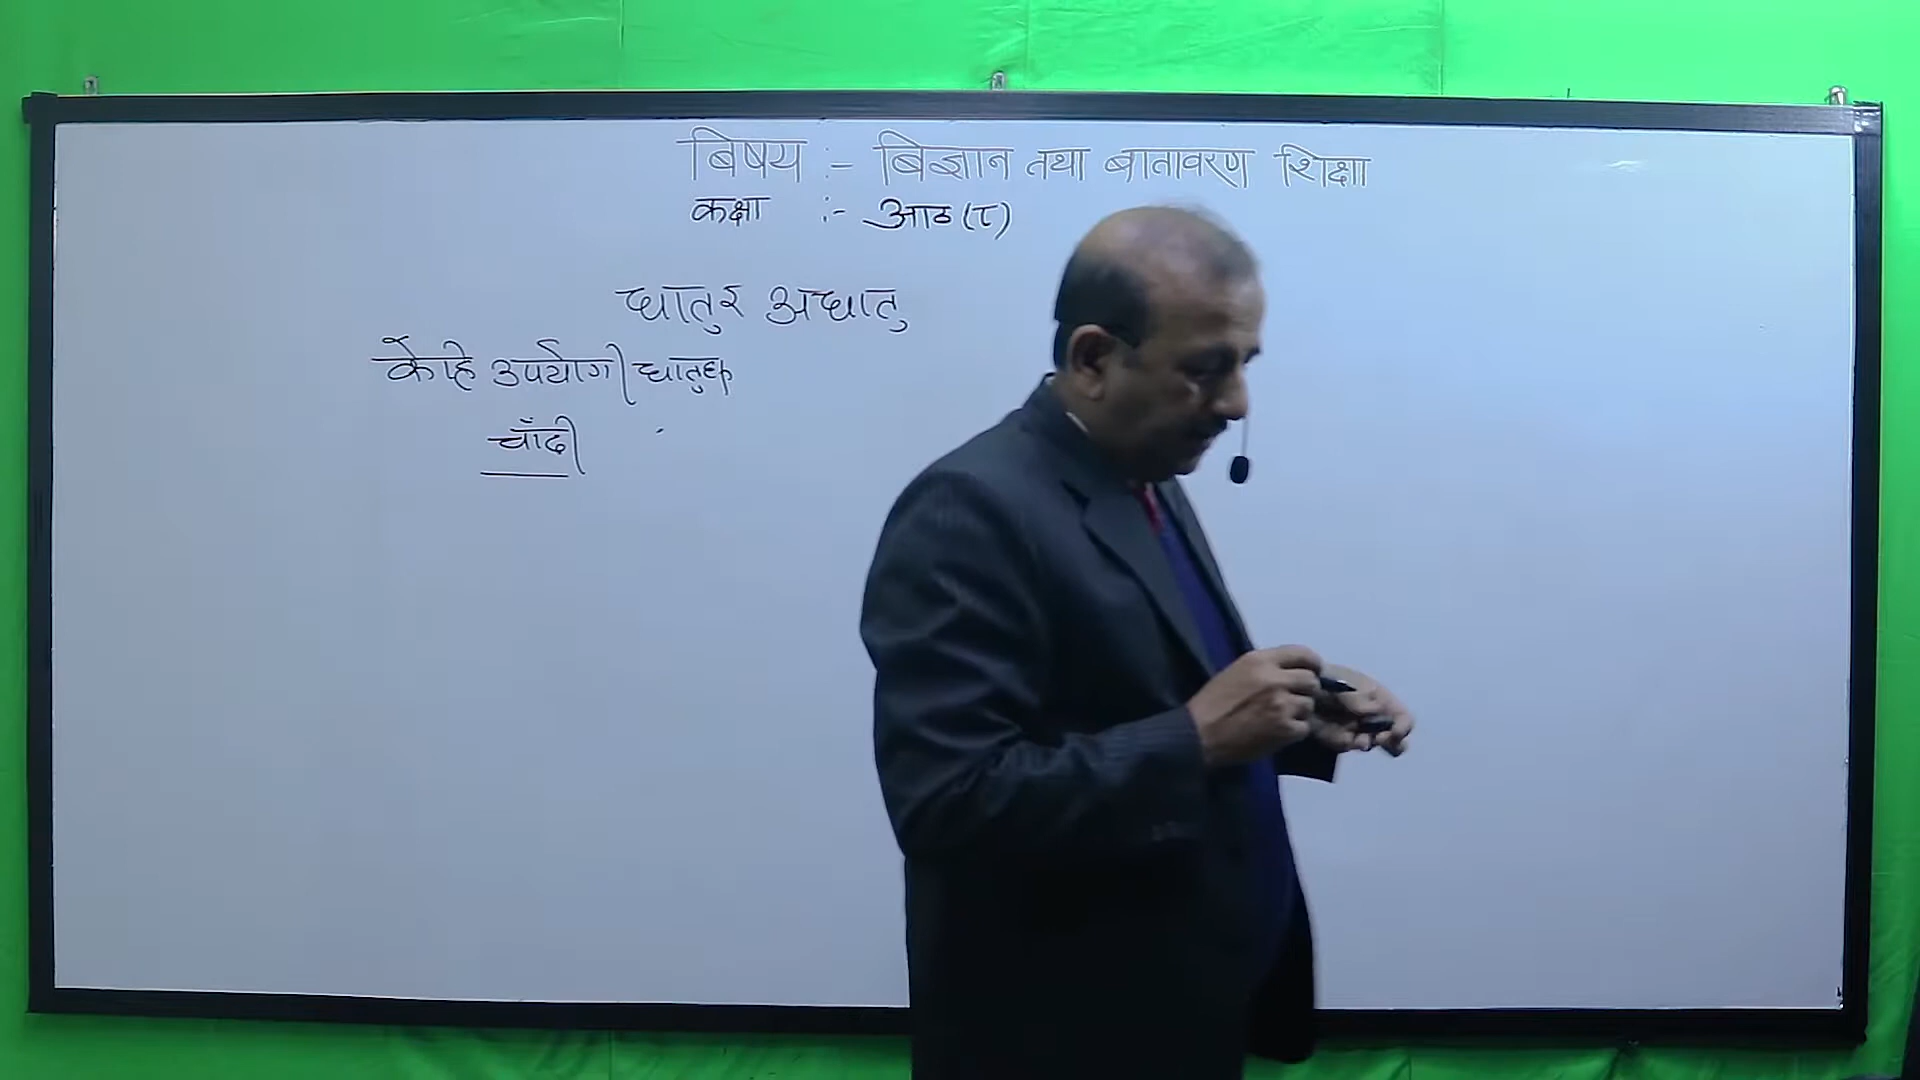 बिषय :- बिज्ञान तथा बातावरण शिक्षा
कक्षा :- आठ (८)
धातु र अधातु
केहि उपयोगी धातुहरू
चाँदी